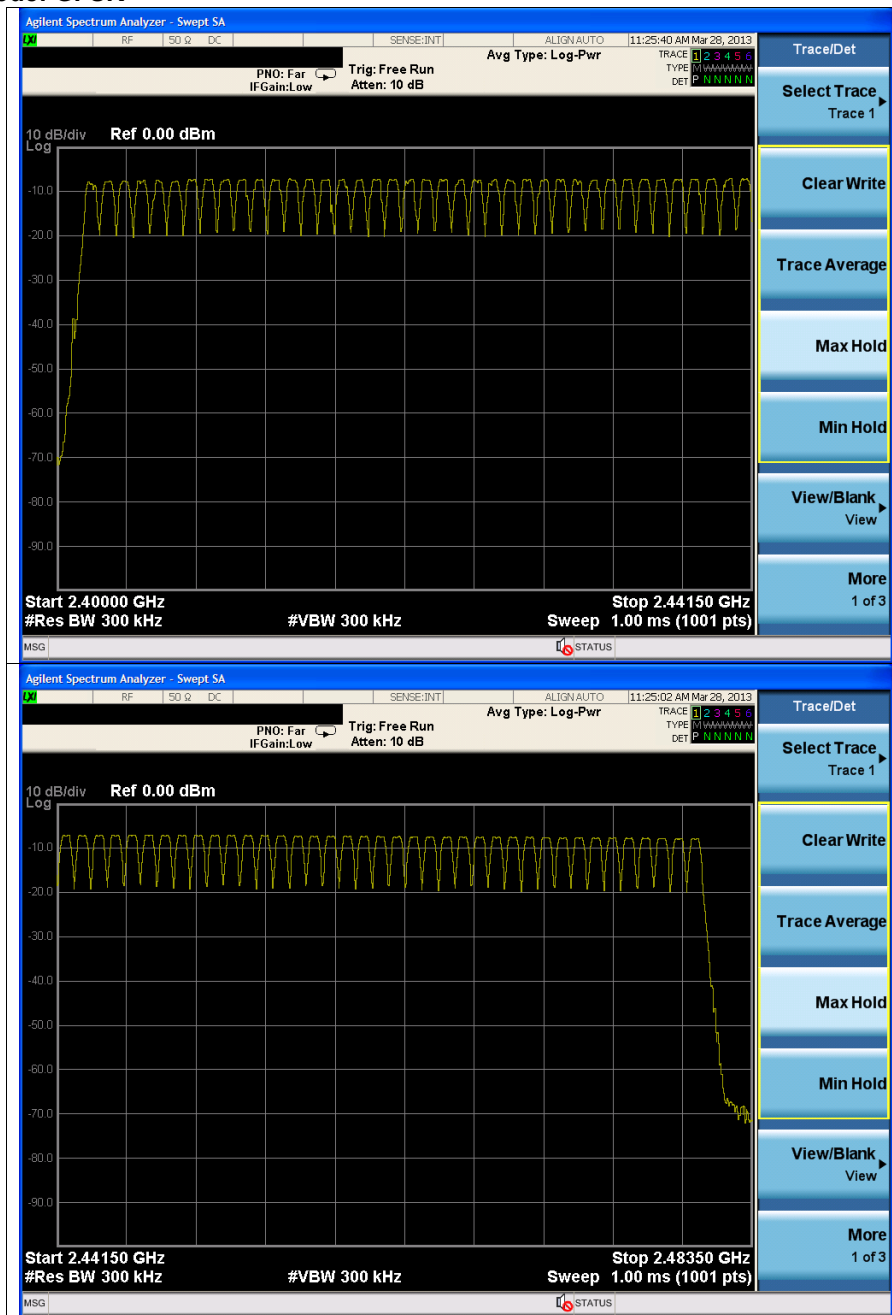 Agilent Spectrum Analyzer - Swept SA
LXI RF 50 Ω DC SENSE:INT ALIGN AUTO 11:25:40 AM Mar 28, 2013
Trace/Det
Avg Type: Log-Pwr
TRACE 1 2 3 4 5 6
PNO: Far Trig: Free Run
TYPE M WWWWW
IFGain:Low Atten: 10 dB
DET P N N N N N
Select Trace
Trace 1
10 dB/div Ref 0.00 dBm
Log
Clear Write
-10.0
-20.0
Trace Average
-30.0
-40.0
Max Hold
-50.0
-60.0
Min Hold
-70.0
-80.0
View/Blank
View
-90.0
More
1 of 3
Start 2.40000 GHz Stop 2.44150 GHz
#Res BW 300 kHz #VBW 300 kHz Sweep 1.00 ms (1001 pts)
MSG STATUS
Agilent Spectrum Analyzer - Swept SA
LXI RF 50 Ω DC SENSE:INT ALIGN AUTO 11:25:02 AM Mar 28, 2013
Trace/Det
Avg Type: Log-Pwr
TRACE 1 2 3 4 5 6
PNO: Far Trig: Free Run
TYPE M WWWWW
IFGain:Low Atten: 10 dB
DET P N N N N N
Select Trace
Trace 1
10 dB/div Ref 0.00 dBm
Log
Clear Write
-10.0
-20.0
Trace Average
-30.0
-40.0
Max Hold
-50.0
-60.0
Min Hold
-70.0
-80.0
View/Blank
View
-90.0
More
1 of 3
Start 2.44150 GHz Stop 2.48350 GHz
#Res BW 300 kHz #VBW 300 kHz Sweep 1.00 ms (1001 pts)
MSG STATUS